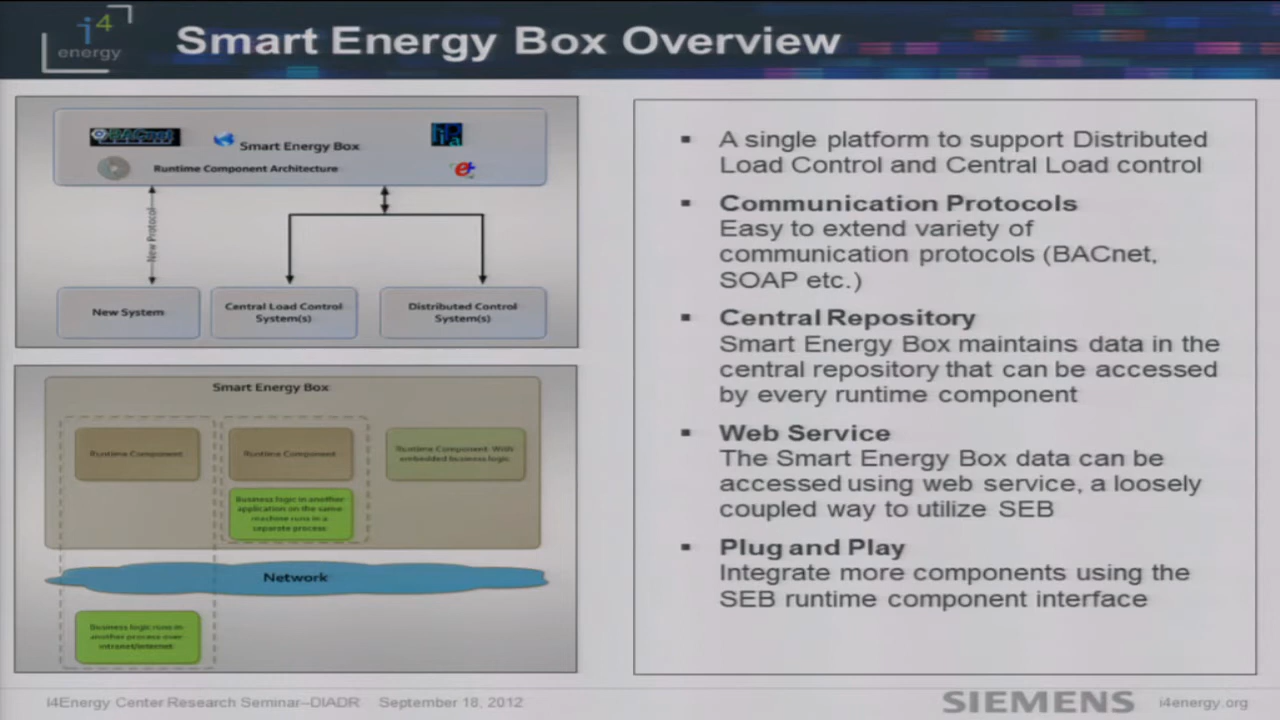 i4
energy
Smart Energy Box Overview
BACnet
Smart Energy Box
Runtime Component Architecture
New Protocol
New System
Central Load Control
System(s)
Distributed Control
System(s)
Smart Energy Box
Runtime Component
Runtime Component
Runtime Component With
embedded business logic
Business logic in another
application on the same
machine runs in a
separate process
Network
Business logic runs in
another process over
intranet/internet
A single platform to support Distributed
Load Control and Central Load control
Communication Protocols
Easy to extend variety of
communication protocols (BACnet,
SOAP etc.)
Central Repository
Smart Energy Box maintains data in the
central repository that can be accessed
by every runtime component
Web Service
The Smart Energy Box data can be
accessed using web service, a loosely
coupled way to utilize SEB
Plug and Play
Integrate more components using the
SEB runtime component interface
i4Energy Center Research Seminar–DIADR September 18, 2012
SIEMENS i4energy.org